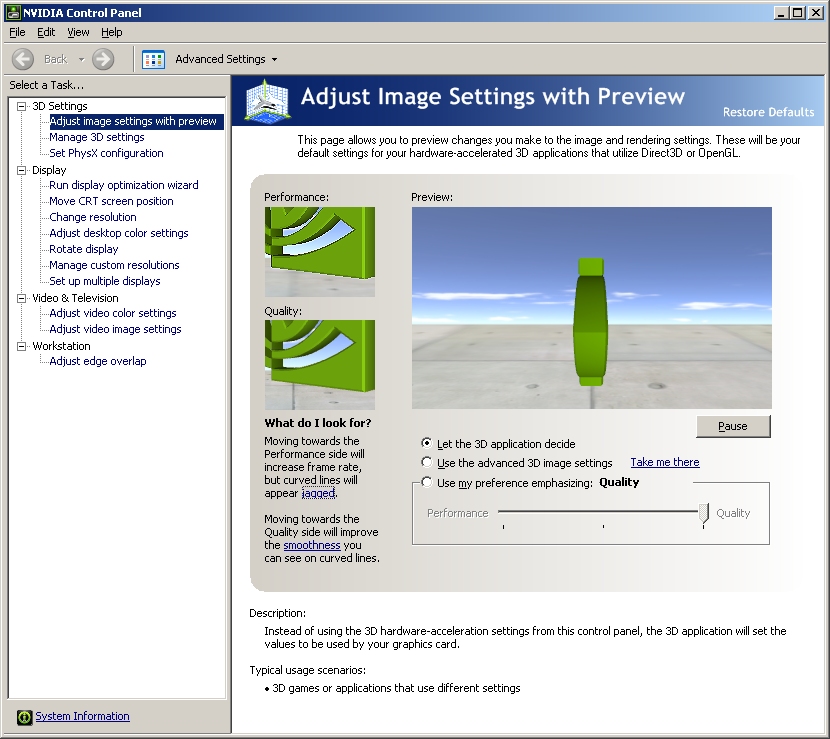 NVIDIA Control Panel
File Edit View Help
Back Advanced Settings
Select a Task...
3D Settings
Adjust image settings with preview
Manage 3D settings
Set PhysX configuration
Display
Run display optimization wizard
Move CRT screen position
Change resolution
Adjust desktop color settings
Rotate display
Manage custom resolutions
Set up multiple displays
Video & Television
Adjust video color settings
Adjust video image settings
Workstation
Adjust edge overlap
System Information
Adjust Image Settings with Preview
Restore Defaults
This page allows you to preview changes you make to the image and rendering settings. These will be your
default settings for your hardware-accelerated 3D applications that utilize Direct3D or OpenGL.
Performance:
Quality:
What do I look for?
Moving towards the
Performance side will
increase frame rate,
but curved lines will
appear jagged.
Moving towards the
Quality side will improve
the smoothness you
can see on curved lines.
Preview:
Pause
Let the 3D application decide
Use the advanced 3D image settings Take me there
Use my preference emphasizing: Quality
Performance Quality
Description:
Instead of using the 3D hardware-acceleration settings from this control panel, the 3D application will set the
values to be used by your graphics card.
Typical usage scenarios:
• 3D games or applications that use different settings